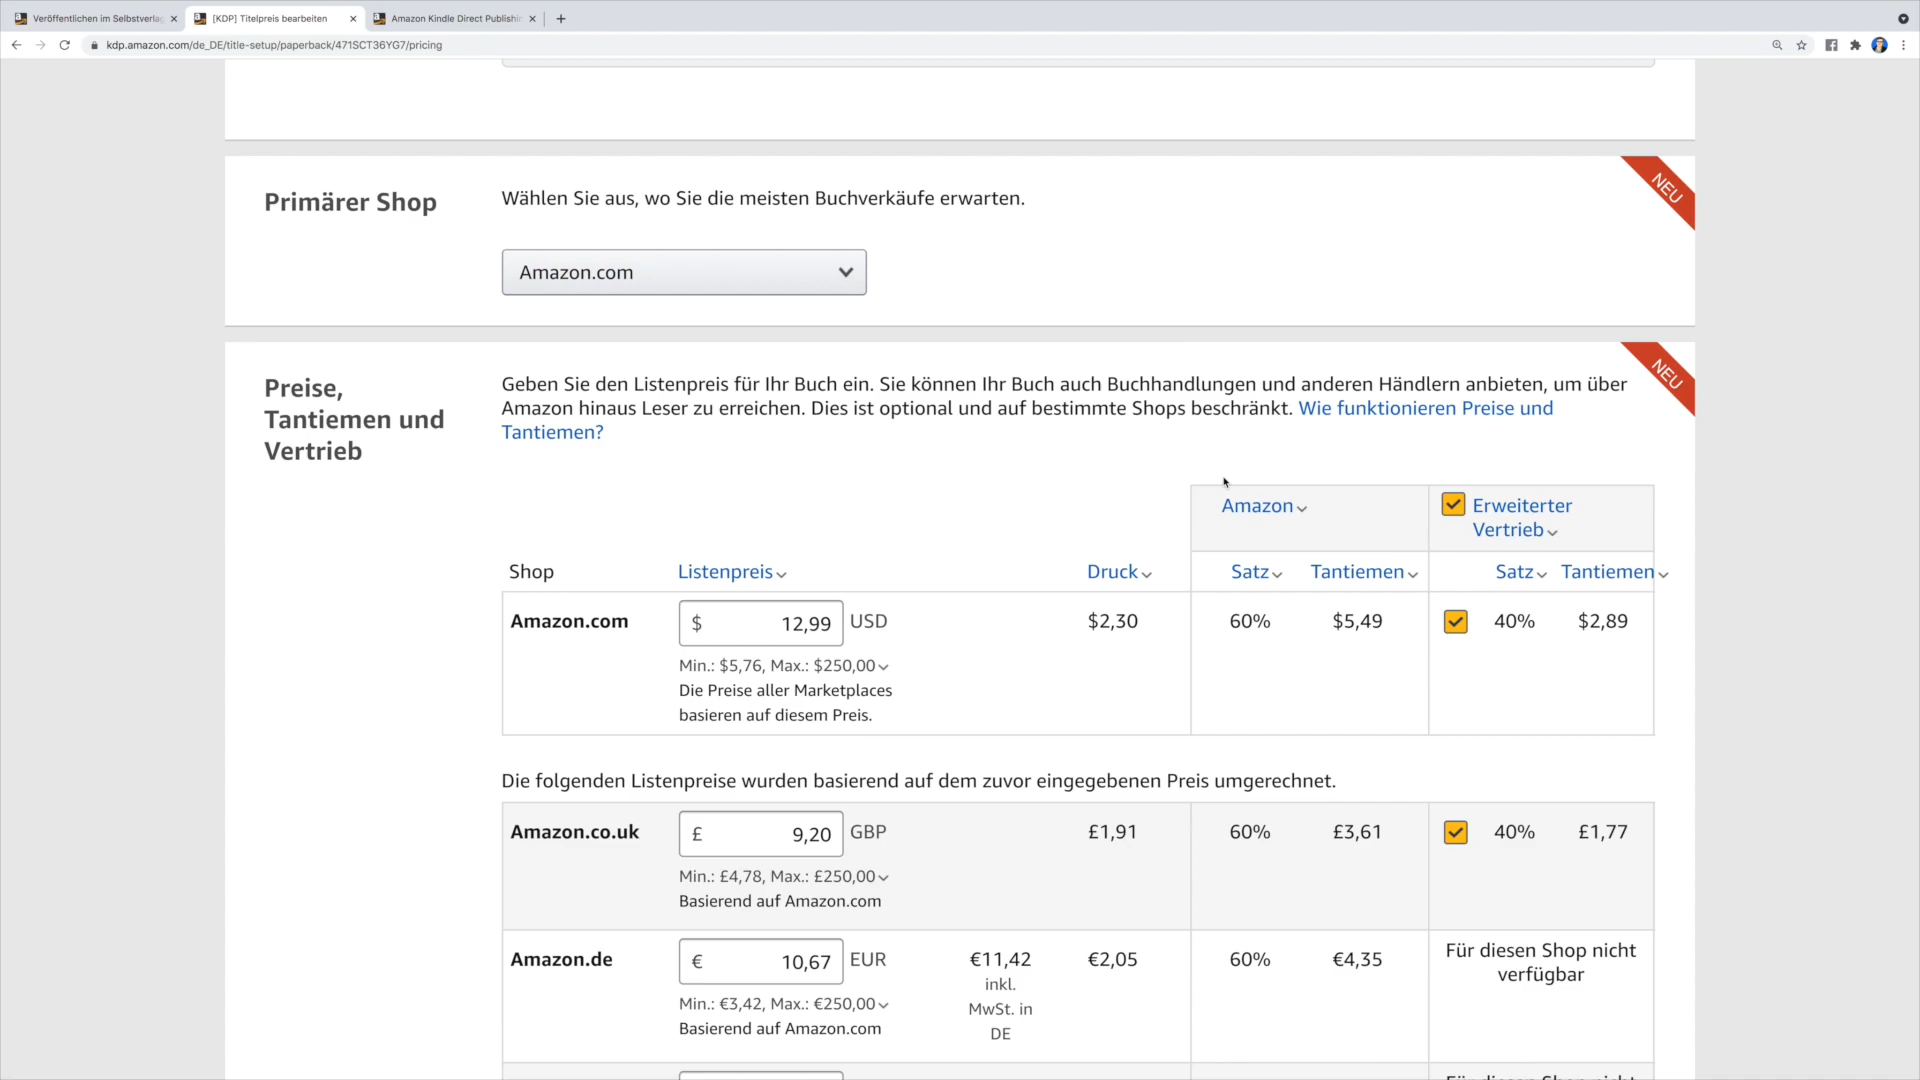 Veröffentlichen im Selbstverla
[KDP] Titelpreis bearbeiten
Amazon Kindle Direct Publishin
kdp.amazon.com/de_DE/title-setup/paperback/471SCT36YG7/pricing
Primärer Shop
Wählen Sie aus, wo Sie die meisten Buchverkäufe erwarten.
NEU
Amazon.com
Preise,
Tantiemen und
Vertrieb
Geben Sie den Listenpreis für Ihr Buch ein. Sie können Ihr Buch auch Buchhandlungen und anderen Händlern anbieten, um über
Amazon hinaus Leser zu erreichen. Dies ist optional und auf bestimmte Shops beschränkt. Wie funktionieren Preise und
Tantiemen?
NEU
Amazon
Erweiterter
Vertrieb
Shop Listenpreis Druck Satz Tantiemen Satz Tantiemen
Amazon.com $ 12,99 USD $2,30 60% $5,49 40% $2,89
Min.: $5,76, Max.: $250,00
Die Preise aller Marketplaces
basieren auf diesem Preis.
Die folgenden Listenpreise wurden basierend auf dem zuvor eingegebenen Preis umgerechnet.
Amazon.co.uk £ 9,20 GBP £1,91 60% £3,61 40% £1,77
Min.: £4,78, Max.: £250,00
Basierend auf Amazon.com
Amazon.de € 10,67 EUR €11,42 €2,05 60% €4,35 Für diesen Shop nicht
verfügbar
inkl.
MwSt. in
DE
Min.: €3,42, Max.: €250,00
Basierend auf Amazon.com